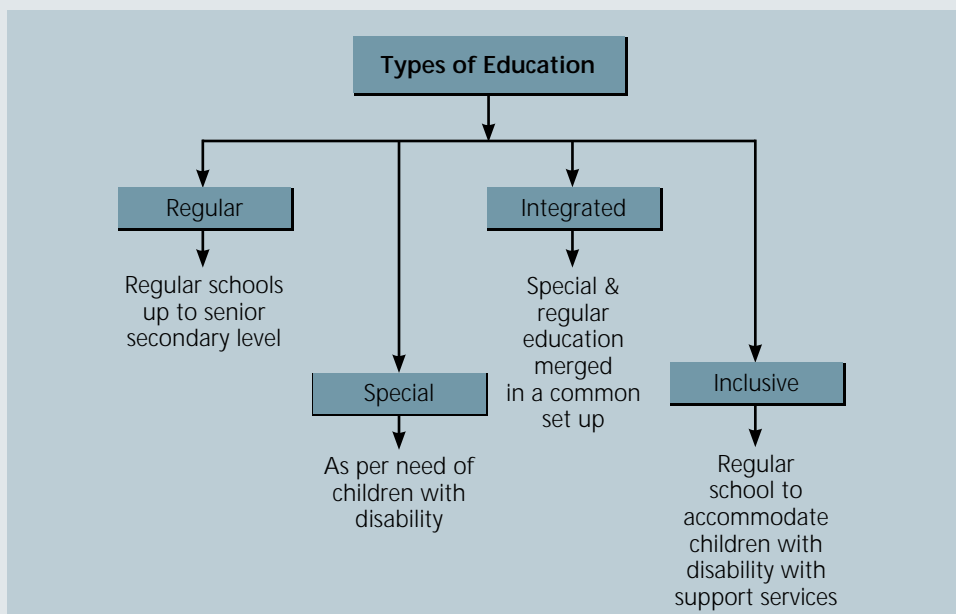 Types of Education
Regular
Regular schools
up to senior
secondary level
Special
As per need of
children with
disability
Integrated
Special &
regular
education
merged
in a common
set up
Inclusive
Regular
school to
accommodate
children with
disability with
support services